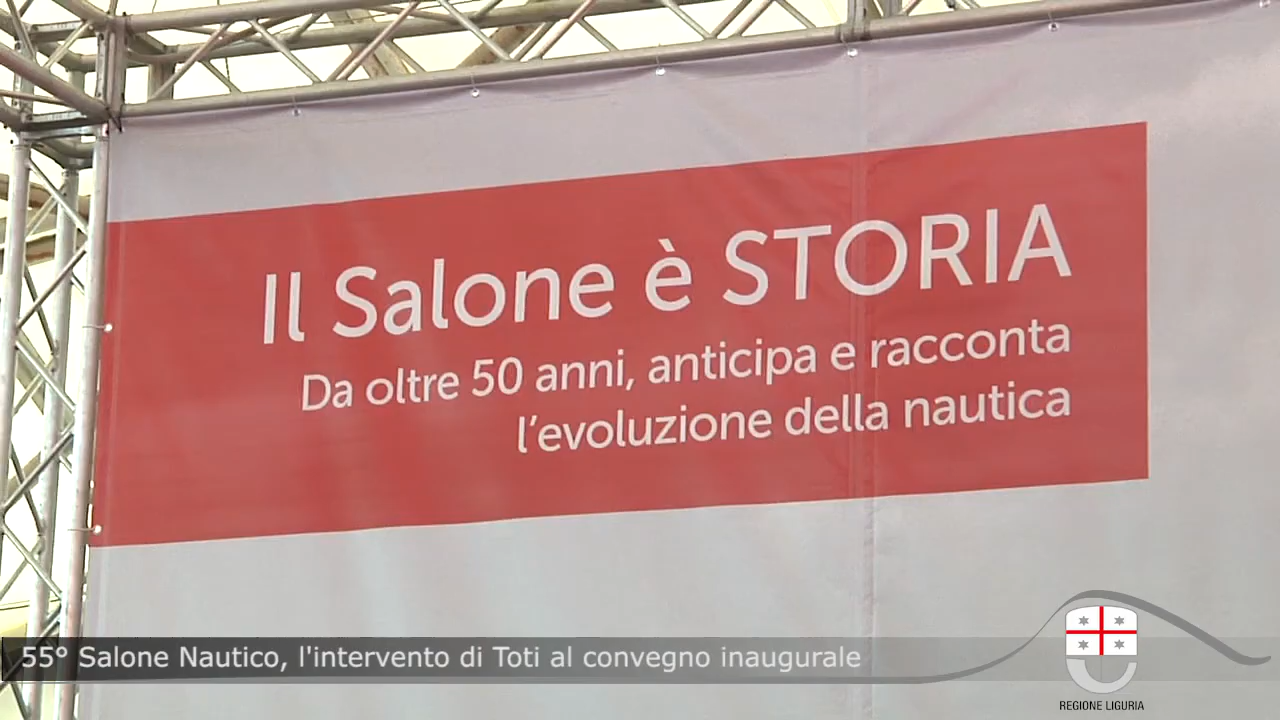 Il Salone è STORIA
Da oltre 50 anni, anticipa e racconta
l’evoluzione della nautica
55° Salone Nautico, l'intervento di Toti al convegno inaugurale
REGIONE LIGURIA